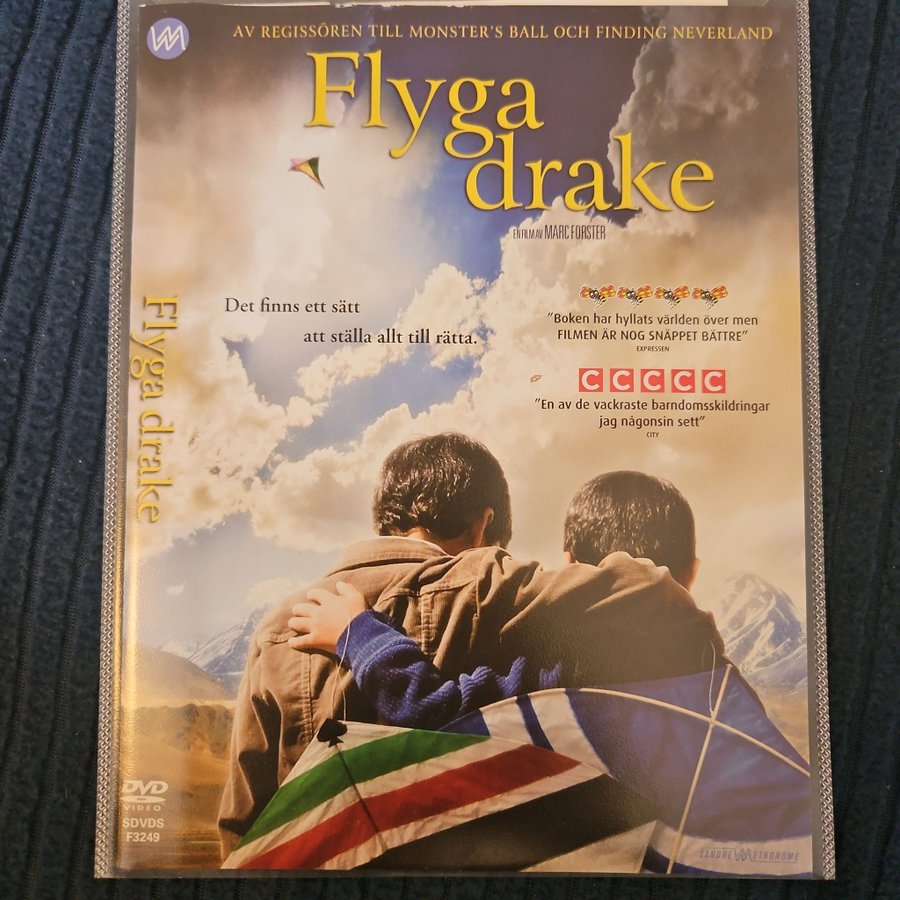 AV REGISSÖREN TILL MONSTER'S BALL OCH FINDING NEVERLAND
Flyga
drake
EN FILM AV MARC FORSTER
Det finns ett sätt
att ställa allt till rätta.
"Boken har hyllats världen över men
FILMEN ÄR NOG SNÄPPET BÄTTRE"
EXPRESSEN
C C C C C
"En av de vackraste barndomsskildringar
jag någonsin sett"
CITY
Flyga drake
DVD
VIDEO
SDVDS
F3249
SANDREW METRONOME